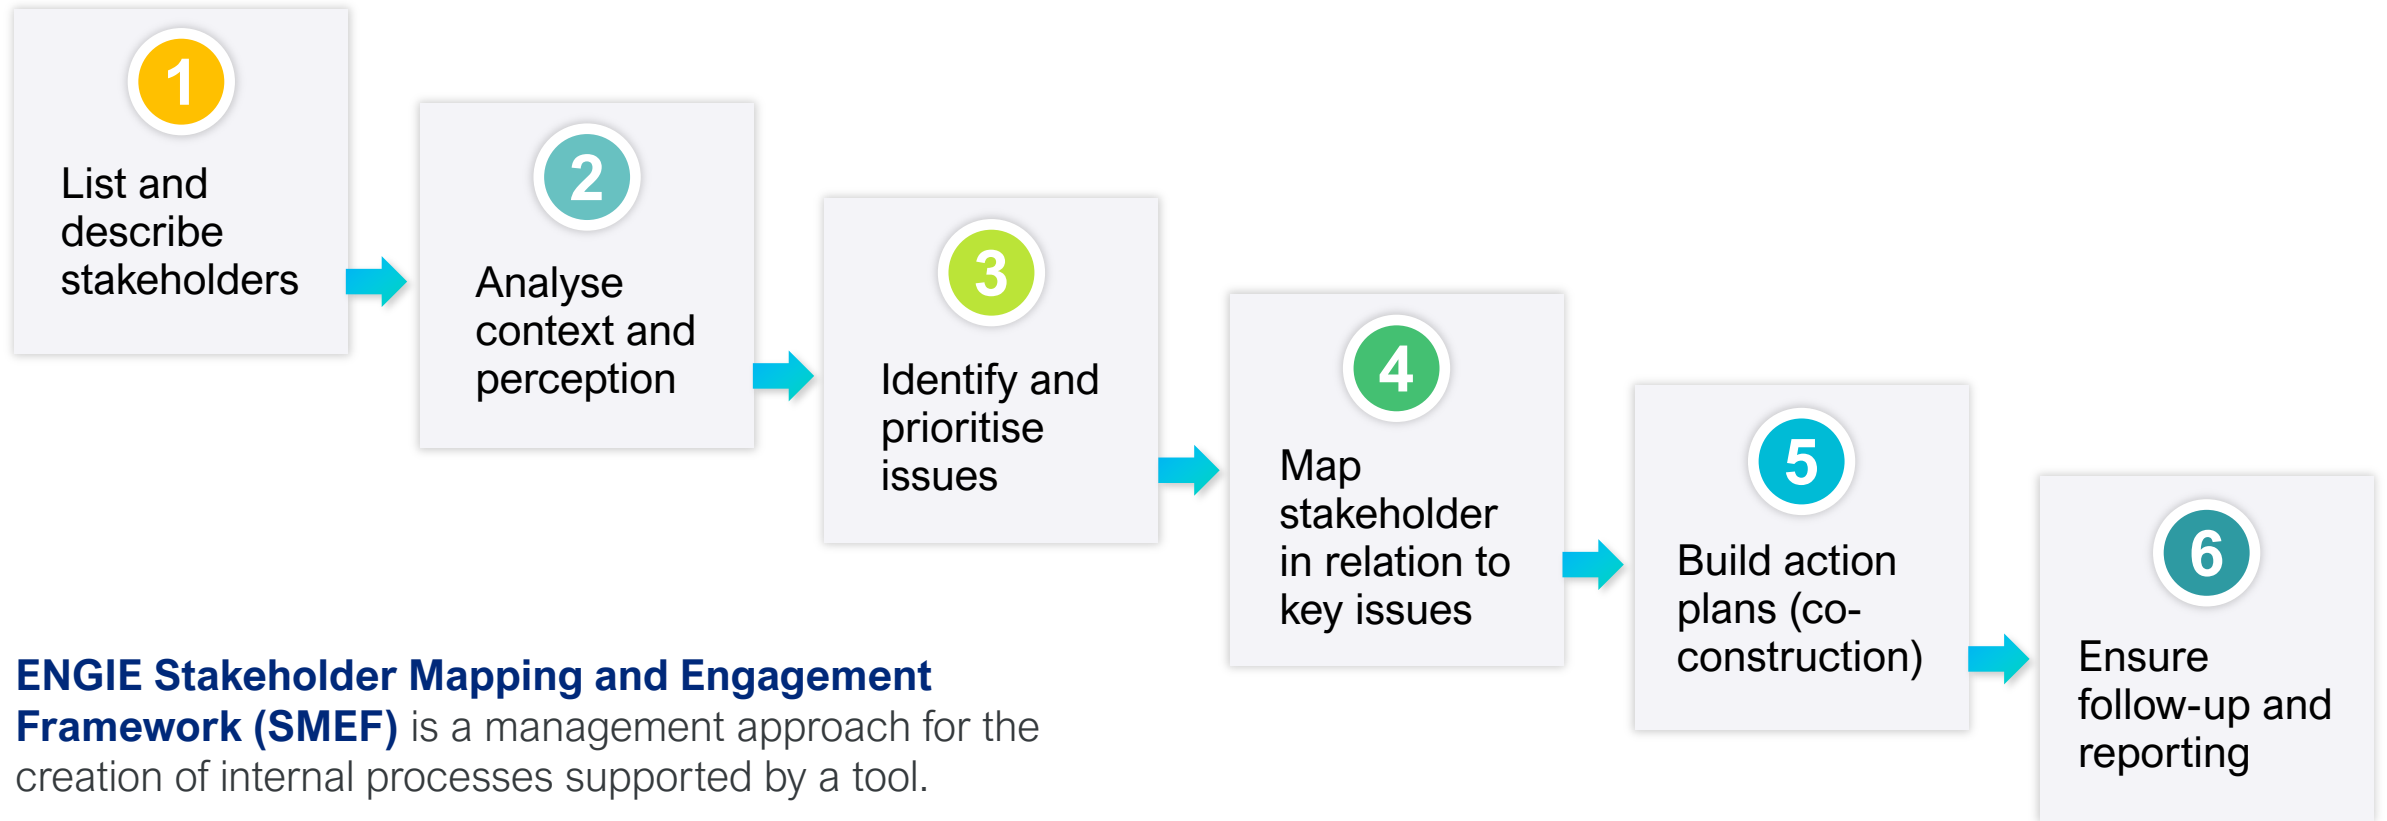 1
List and
describe
stakeholders
2
Analyse
context and
perception
3
Identify and
prioritise
issues
4
Map
stakeholder
in relation to
key issues
5
Build action
plans (co-
construction)
6
Ensure
follow-up and
reporting
ENGIE Stakeholder Mapping and Engagement
Framework (SMEF) is a management approach for the
creation of internal processes supported by a tool.